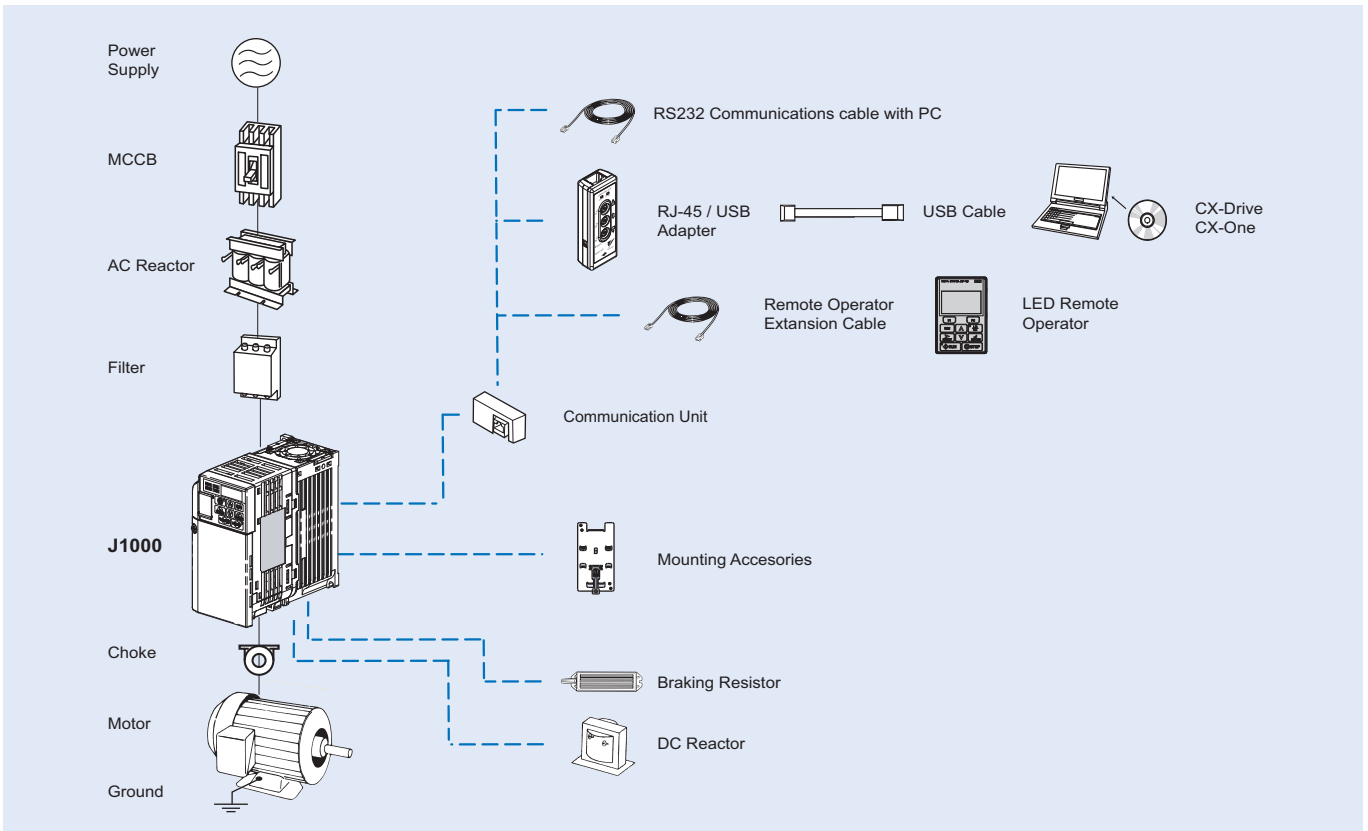 Power
Supply
MCCB
AC Reactor
Filter
J1000
Choke
Motor
Ground
RS232 Communications cable with PC
RJ-45 / USB
Adapter
USB Cable
CX-Drive
CX-One
Remote Operator
Extansion Cable
LED Remote
Operator
Communication Unit
Mounting Accesories
Braking Resistor
DC Reactor